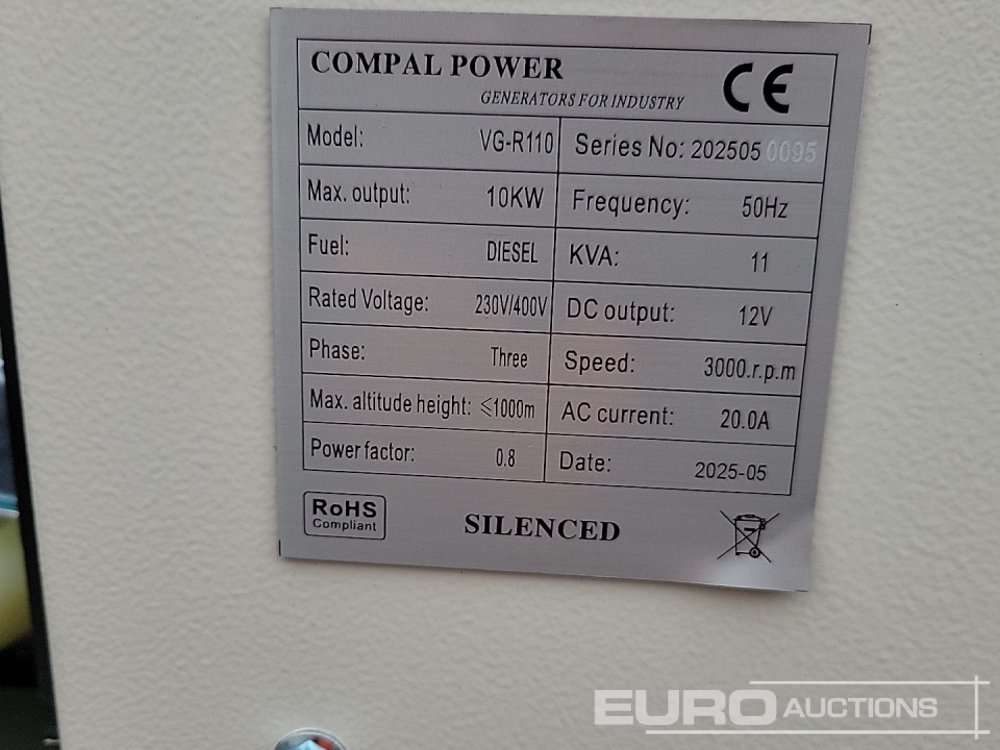 COMPAL POWER
GENERATORS FOR INDUSTRY
CE
Model: VG-R110 Series No: 202505 0095
Max. output: 10KW Frequency: 50Hz
Fuel: DIESEL KVA: 11
Rated Voltage: 230V/400V DC output: 12V
Phase: Three Speed: 3000.r.p.m
Max. altitude height: ≤1000m AC current: 20.0A
Power factor: 0.8 Date: 2025-05
RoHS
Compliant
SILENCED
EURO AUCTIONS